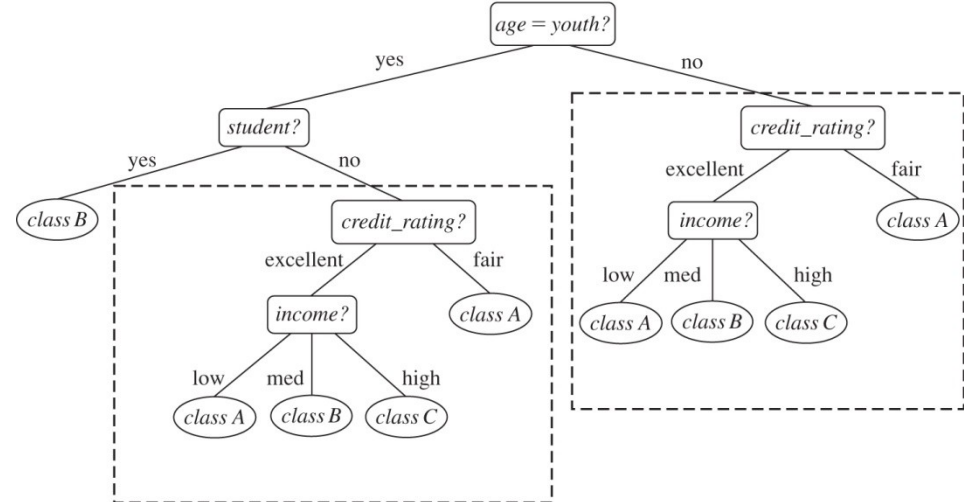 age = youth?
yes
no
student?
credit_rating?
yes
no
excellent
fair
class B
credit_rating?
income?
class A
excellent
fair
low
med
high
income?
class A
class A
class B
class C
low
med
high
class A
class B
class C